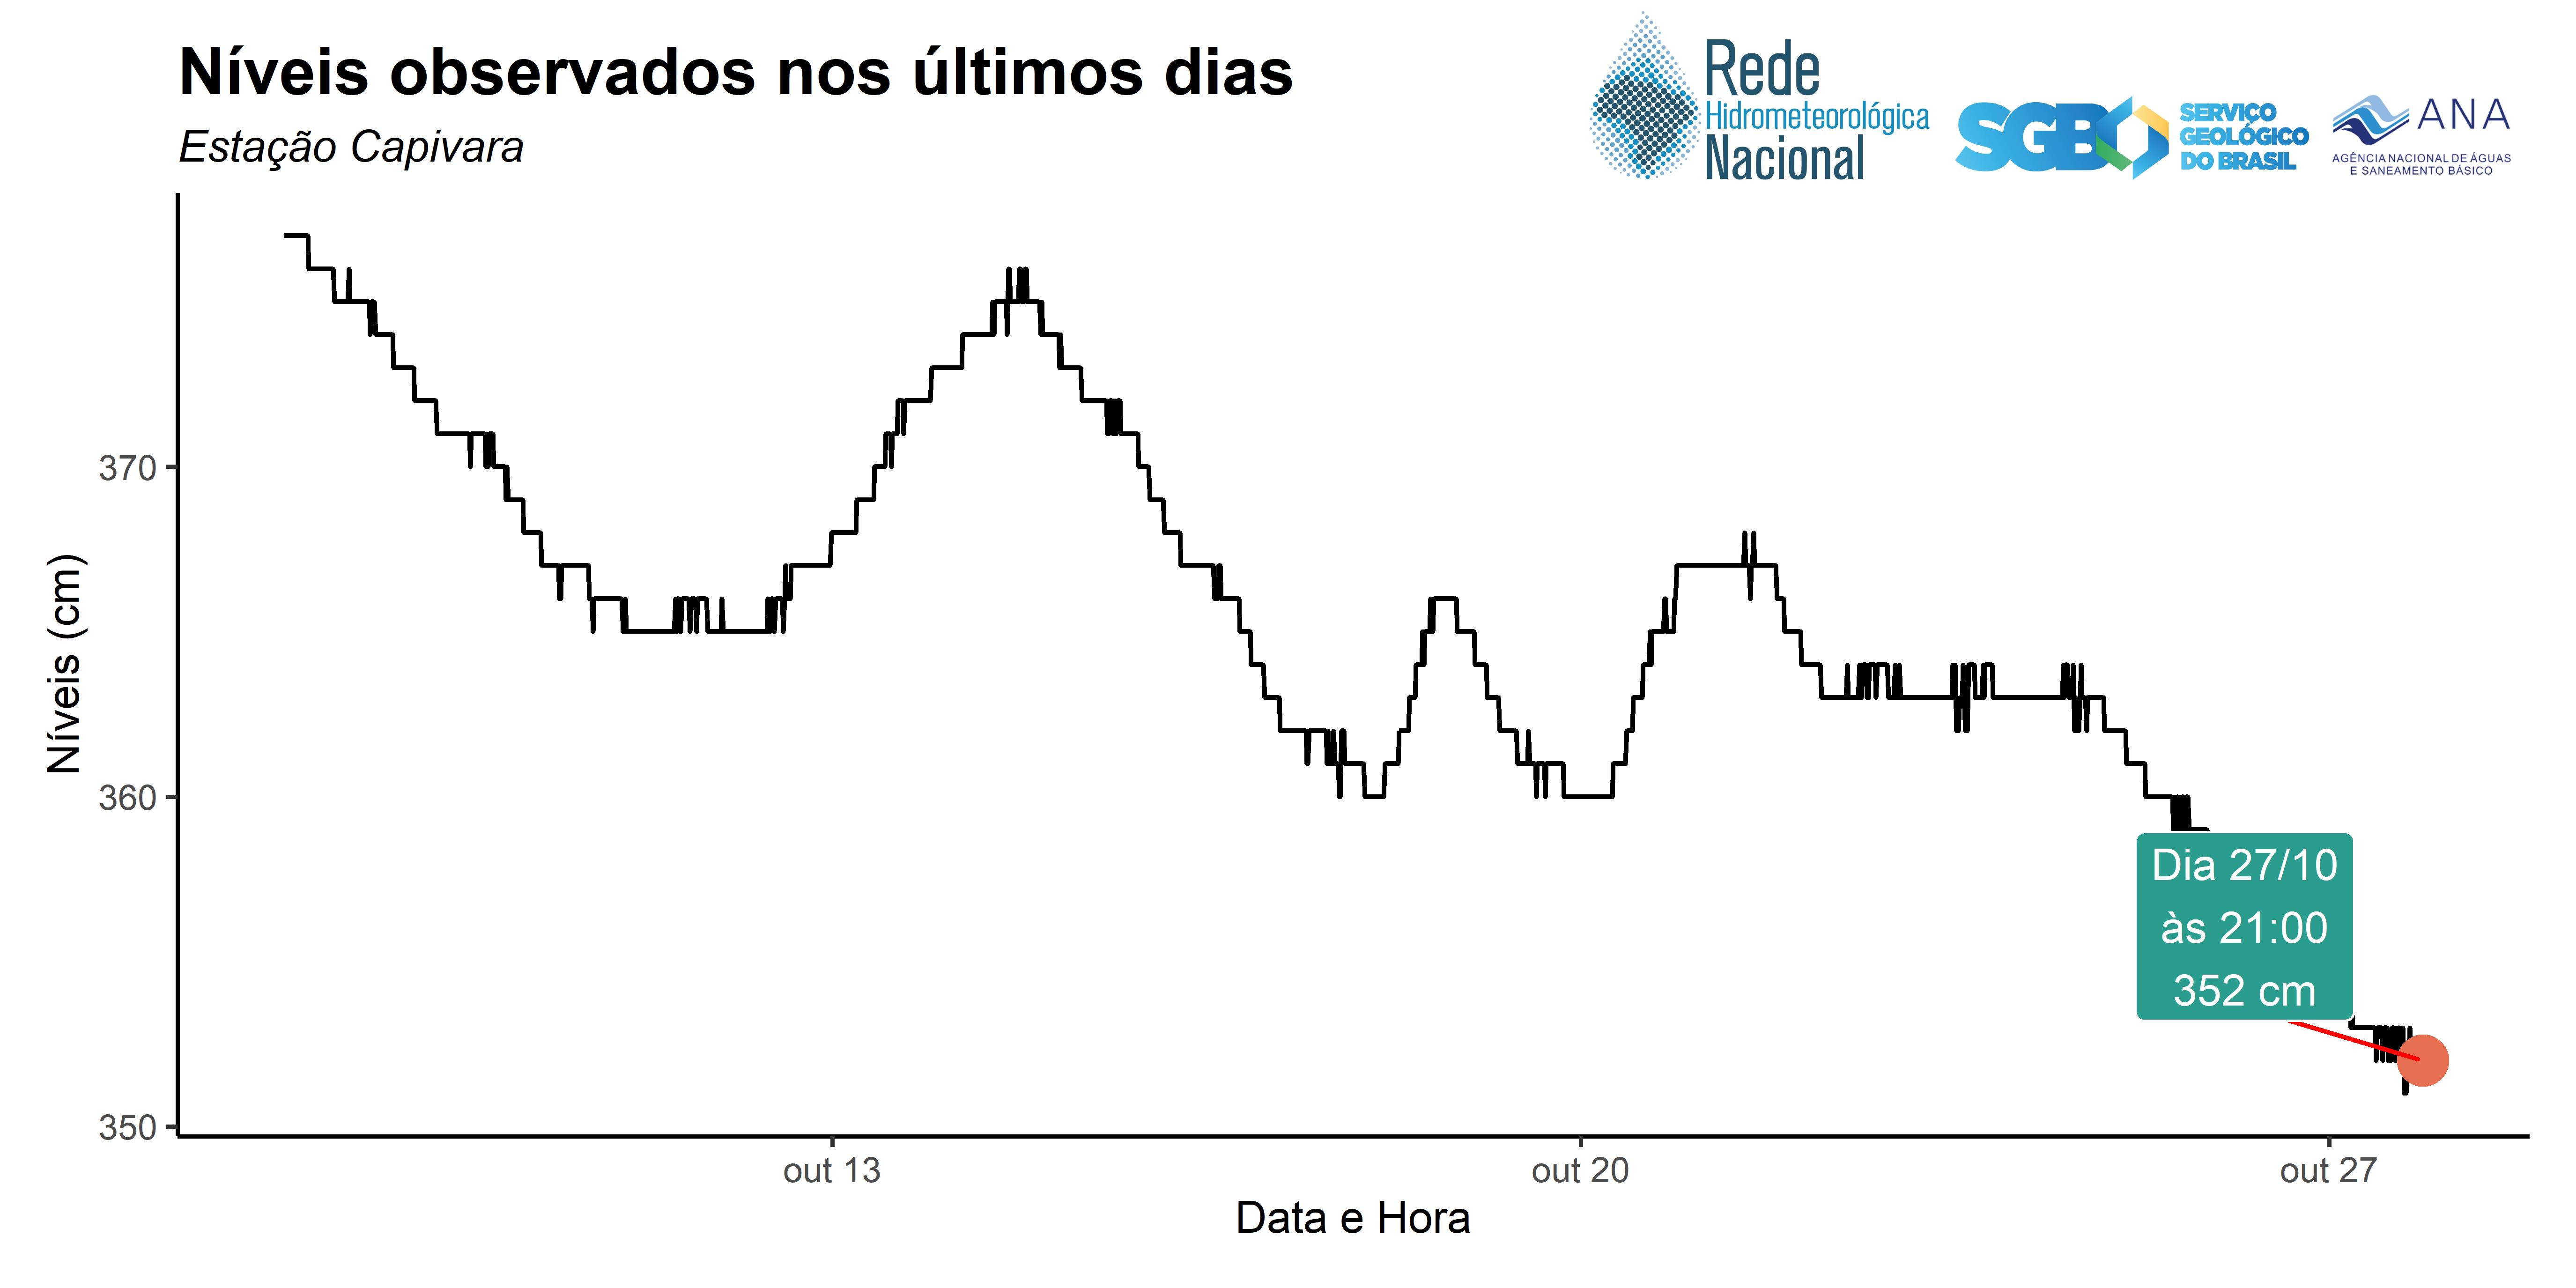 Níveis observados nos últimos dias
Estação Capivara
Rede
Hidrometeorológica
Nacional
SGB
SERVIÇO
GEOLÓGICO
DO BRASIL
ANA
AGÊNCIA NACIONAL DE ÁGUAS
E SANEAMENTO BÁSICO
Níveis (cm)
370
360
350
Dia 27/10
às 21:00
352 cm
out 13
out 20
out 27
Data e Hora